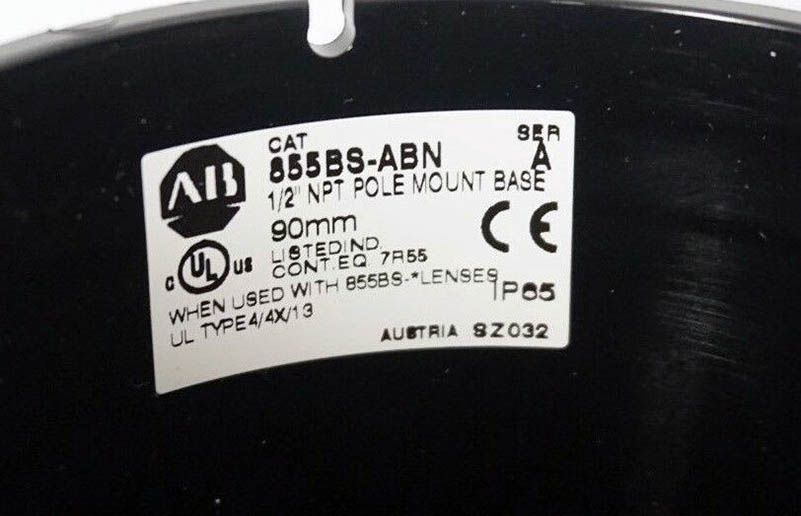 A-B
CAT
SER
855BS-ABN
A
1/2" NPT POLE MOUNT BASE
90mm
CE
C UL US
LISTED IND.
CONT. EQ. 7R55
WHEN USED WITH 855BS-*LENSES
IP65
UL TYPE 4/4X/13
AUSTRIA SZ032